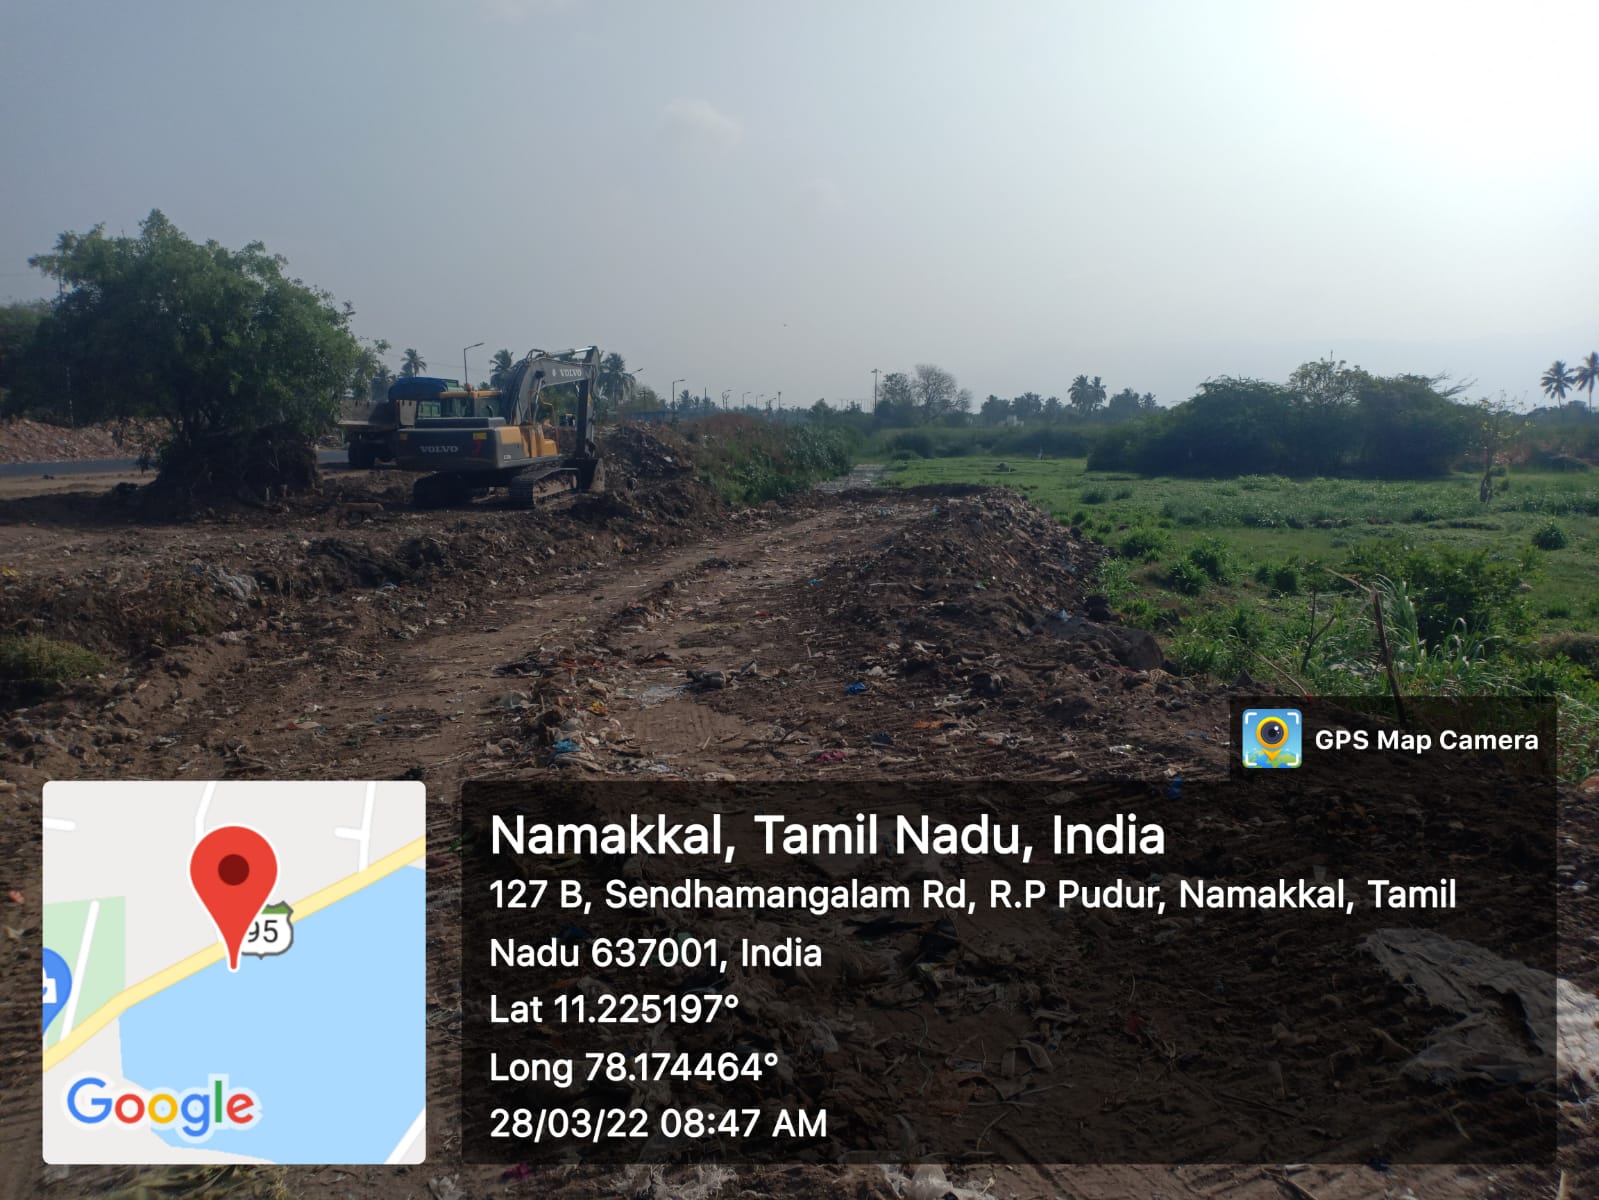 VOLVO
VOLVO
GPS Map Camera
Namakkal, Tamil Nadu, India
127 B, Sendhamangalam Rd, R.P Pudur, Namakkal, Tamil
Nadu 637001, India
Lat 11.225197°
Long 78.174464°
28/03/22 08:47 AM
95
Google